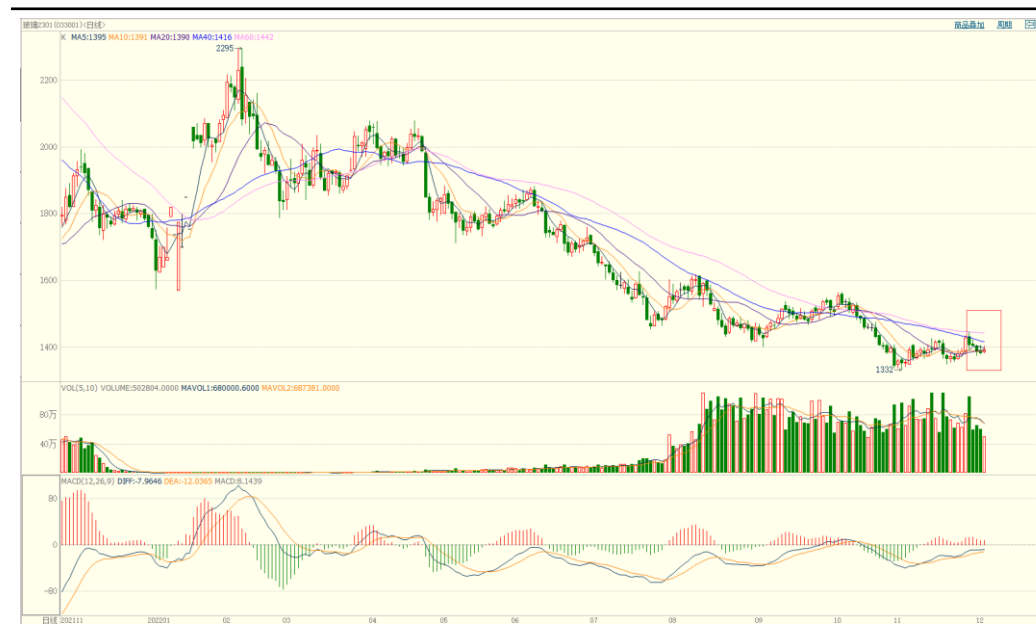 玻璃2301(033001)<日线> 商品叠加 周期
K MA5:1395 MA10:1391 MA20:1390 MA40:1416 MA60:1442
2295
2200
2000
1800
1600
1400
1332
VOL(5,10) VOLUME:502804.0000 MAVOL1:680000.6000 MAVOL2:687381.0000
80万
40万
MACD(12,26,9) DIFF:-7.9646 DEA:-12.0365 MACD:8.1439
80
0
-80
日线 202111 202201 02 03 04 05 06 07 08 09 10 11 12